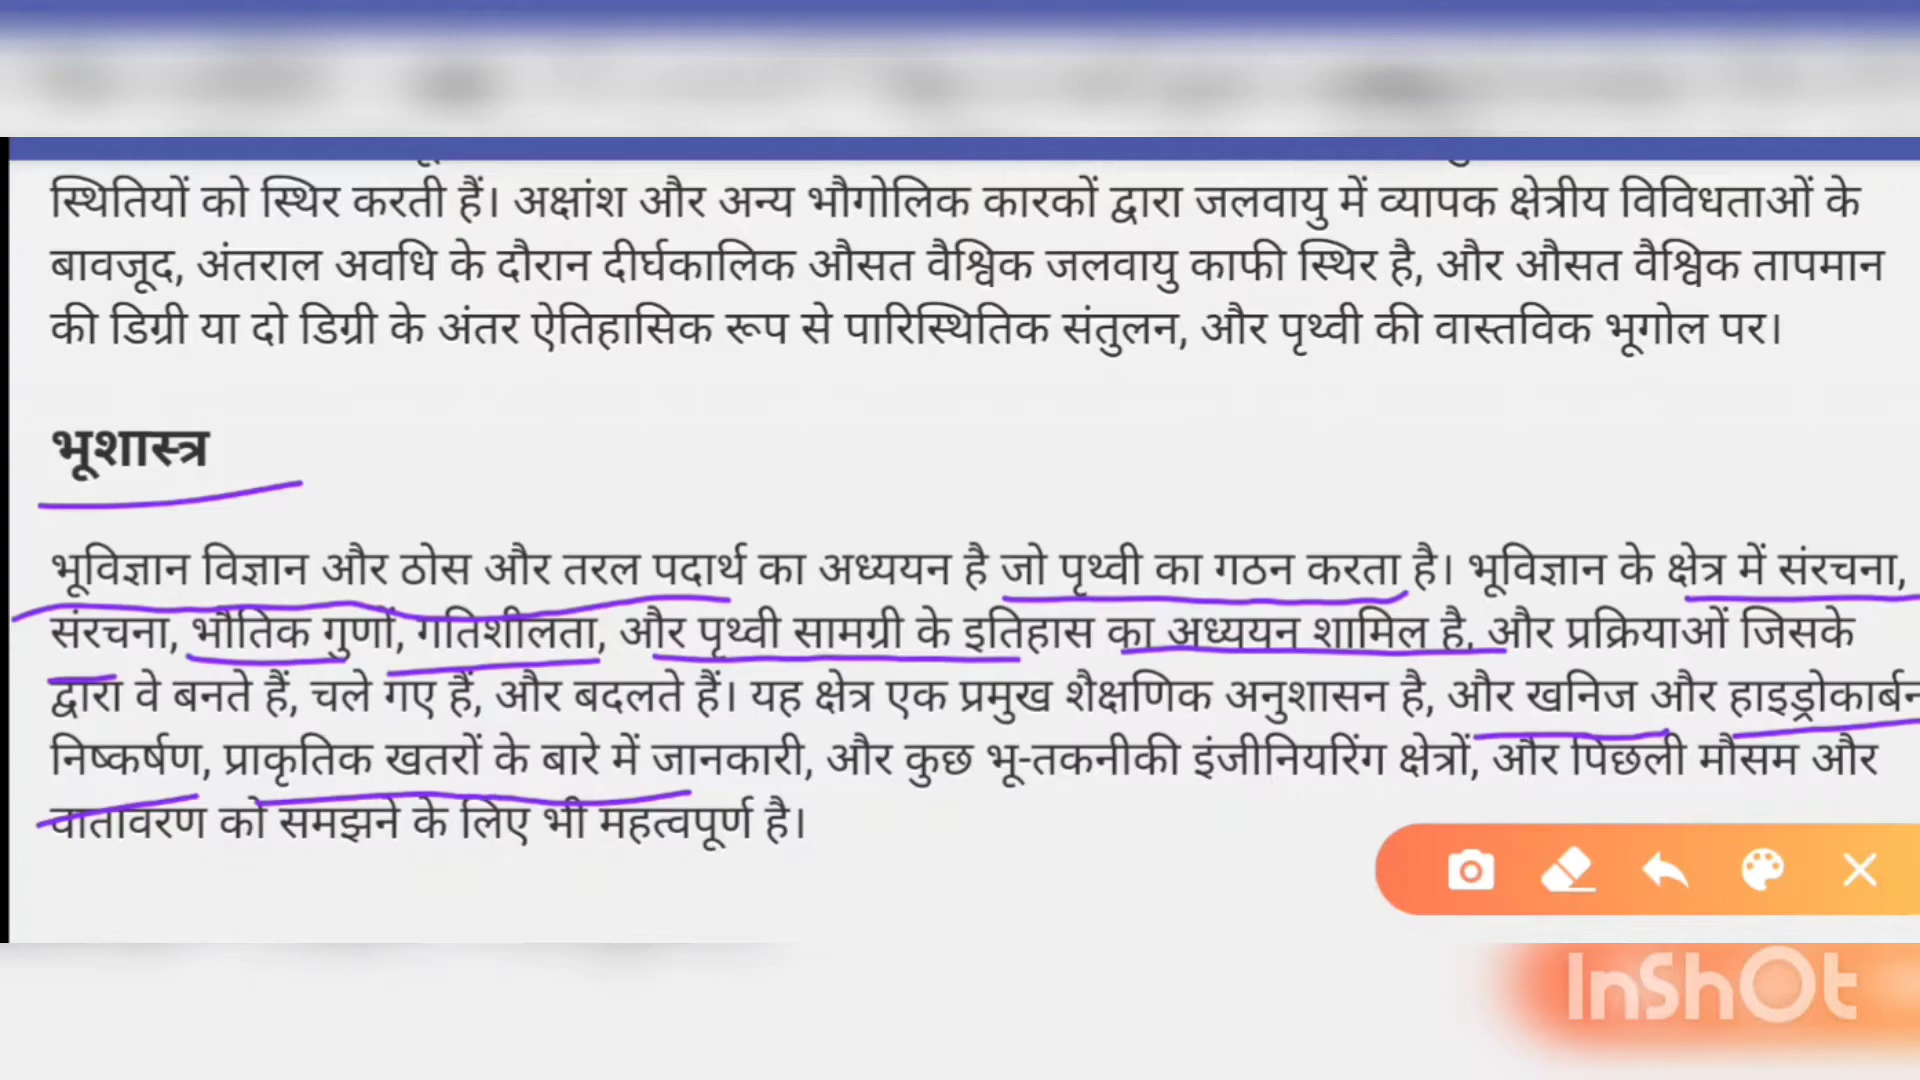 स्थितियों को स्थिर करती हैं। अक्षांश और अन्य भौगोलिक कारकों द्वारा जलवायु में व्यापक क्षेत्रीय विविधताओं के
बावजूद, अंतराल अवधि के दौरान दीर्घकालिक औसत वैश्विक जलवायु काफी स्थिर है, और औसत वैश्विक तापमान
की डिग्री या दो डिग्री के अंतर ऐतिहासिक रूप से पारिस्थितिक संतुलन, और पृथ्वी की वास्तविक भूगोल पर।
भूशास्त्र
भूविज्ञान विज्ञान और ठोस और तरल पदार्थ का अध्ययन है जो पृथ्वी का गठन करता है। भूविज्ञान के क्षेत्र में संरचना,
संरचना, भौतिक गुणों, गतिशीलता, और पृथ्वी सामग्री के इतिहास का अध्ययन शामिल है, और प्रक्रियाओं जिसके
द्वारा वे बनते हैं, चले गए हैं, और बदलते हैं। यह क्षेत्र एक प्रमुख शैक्षणिक अनुशासन है, और खनिज और हाइड्रोकार्बन
निष्कर्षण, प्राकृतिक खतरों के बारे में जानकारी, और कुछ भू-तकनीकी इंजीनियरिंग क्षेत्रों, और पिछली मौसम और
वातावरण को समझने के लिए भी महत्वपूर्ण है।
InShOt